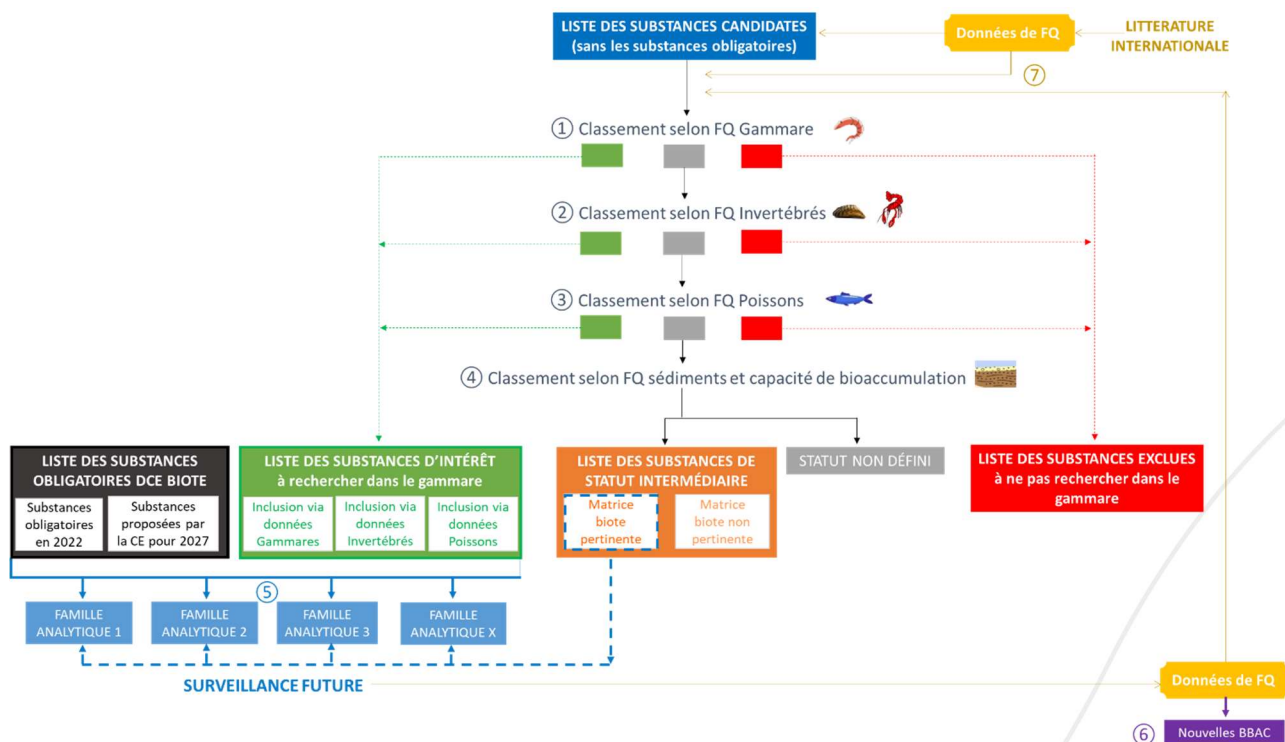 LISTE DES SUBSTANCES CANDIDATES
(sans les substances obligatoires)
Données de FQ
LITTERATURE
INTERNATIONALE
⑦
① Classement selon FQ Gammare
② Classement selon FQ Invertébrés
③ Classement selon FQ Poissons
④ Classement selon FQ sédiments et capacité de bioaccumulation
LISTE DES SUBSTANCES
OBLIGATOIRES DCE BIOTE
Substances
obligatoires
en 2022
Substances
proposées par
la CE pour 2027
LISTE DES SUBSTANCES D'INTÉRÊT
à rechercher dans le gammare
Inclusion via
données
Gammares
Inclusion via
données
Invertébrés
Inclusion via
données
Poissons
LISTE DES SUBSTANCES DE
STATUT INTERMÉDIAIRE
Matrice
biote
pertinente
Matrice
biote non
pertinente
STATUT NON DÉFINI
LISTE DES SUBSTANCES EXCLUES
à ne pas rechercher dans le
gammare
⑤
FAMILLE
ANALYTIQUE 1
FAMILLE
ANALYTIQUE 2
FAMILLE
ANALYTIQUE 3
FAMILLE
ANALYTIQUE X
SURVEILLANCE FUTURE
Données de FQ
⑥ Nouvelles BBAC